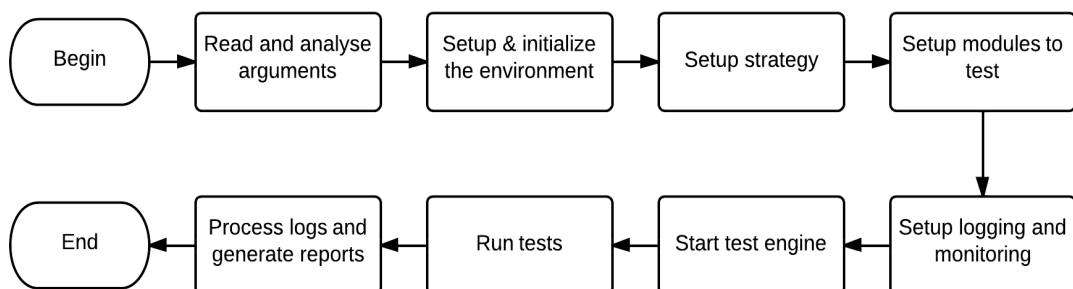 Begin
Read and analyse
arguments
Setup & initialize
the environment
Setup strategy
Setup modules to
test
Setup logging and
monitoring
Start test engine
Run tests
Process logs and
generate reports
End